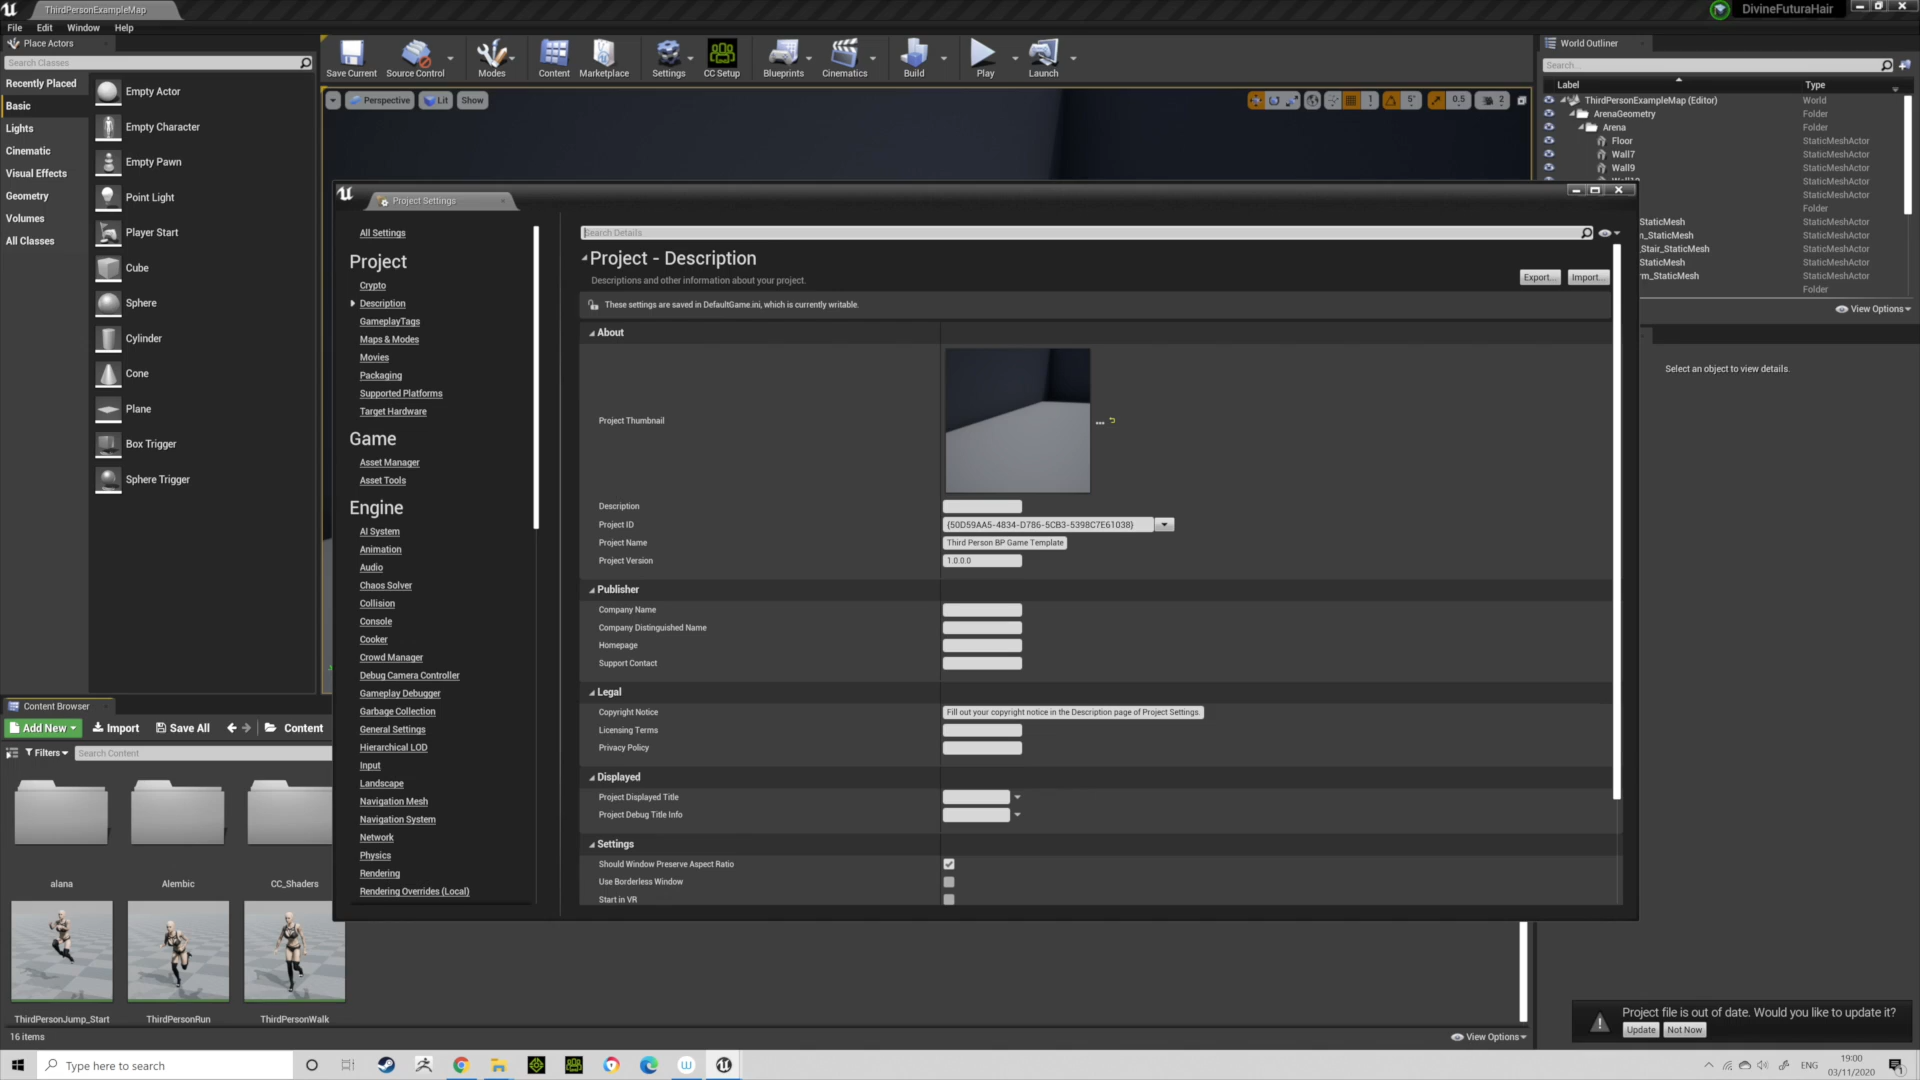 ThirdPersonExampleMap
DivineFuturaHair
File Edit Window Help
Place Actors
Search Classes
Recently Placed
Basic
Lights
Cinematic
Visual Effects
Geometry
Volumes
All Classes
Empty Actor
Empty Character
Empty Pawn
Point Light
Player Start
Cube
Sphere
Cylinder
Cone
Plane
Box Trigger
Sphere Trigger
Save Current Source Control Modes Content Marketplace Settings CC Setup Blueprints Cinematics Build Play Launch
Perspective Lit Show
1 5° 0.5 2
World Outliner
Search...
Label Type
ThirdPersonExampleMap (Editor) World
ArenaGeometry Folder
Arena Folder
Floor StaticMeshActor
Wall7 StaticMeshActor
Wall9 StaticMeshActor
StaticMeshActor
StaticMeshActor
Folder
StaticMesh StaticMeshActor
n_StaticMesh StaticMeshActor
Stair_StaticMesh StaticMeshActor
StaticMesh StaticMeshActor
rm_StaticMesh StaticMeshActor
Folder
View Options
Select an object to view details.
Project Settings
All Settings
Project
Crypto
Description
GameplayTags
Maps & Modes
Movies
Packaging
Supported Platforms
Target Hardware
Game
Asset Manager
Asset Tools
Engine
AI System
Animation
Audio
Chaos Solver
Collision
Console
Cooker
Crowd Manager
Debug Camera Controller
Gameplay Debugger
Garbage Collection
General Settings
Hierarchical LOD
Input
Landscape
Navigation Mesh
Navigation System
Network
Physics
Rendering
Rendering Overrides (Local)
Search Details
Project - Description
Descriptions and other information about your project.
Export... Import...
These settings are saved in DefaultGame.ini, which is currently writable.
About
Project Thumbnail
Description
Project ID {50D59AA5-4834-D786-5CB3-5398C7E61038}
Project Name Third Person BP Game Template
Project Version 1.0.0.0
Publisher
Company Name
Company Distinguished Name
Homepage
Support Contact
Legal
Copyright Notice Fill out your copyright notice in the Description page of Project Settings.
Licensing Terms
Privacy Policy
Displayed
Project Displayed Title
Project Debug Title Info
Settings
Should Window Preserve Aspect Ratio
Use Borderless Window
Start in VR
Content Browser
Add New Import Save All Content
Filters Search Content
alana Alembic CC_Shaders
ThirdPersonJump_Start ThirdPersonRun ThirdPersonWalk
16 items
View Options
Project file is out of date. Would you like to update it?
Update Not Now
Type here to search
ENG
19:00
03/11/2020